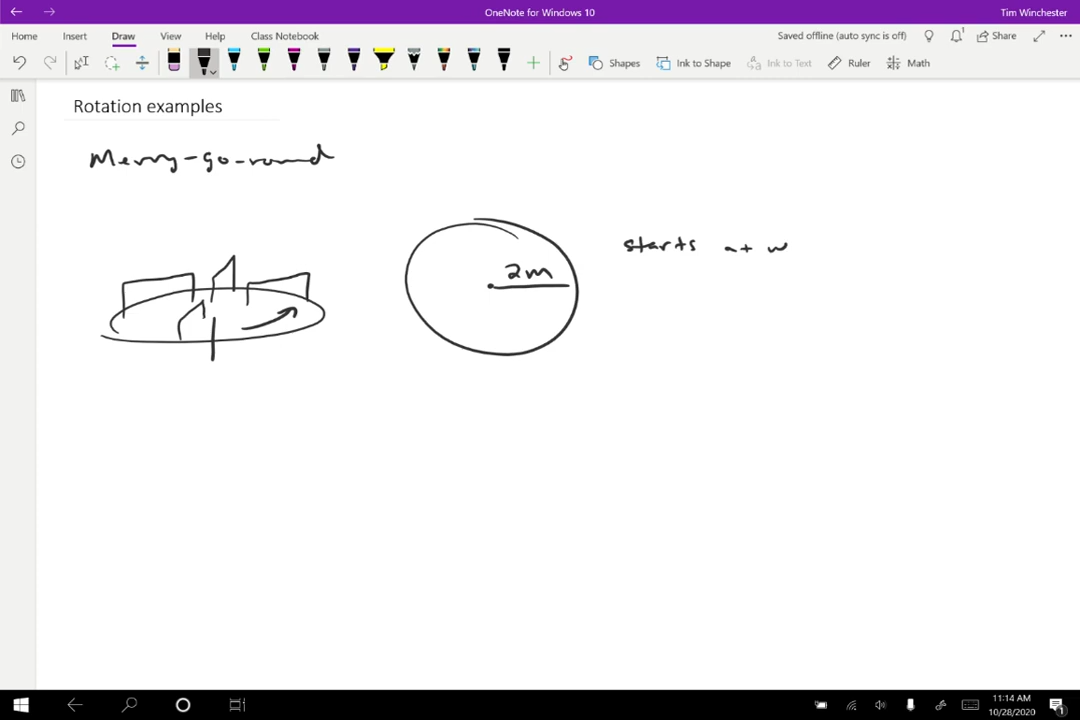 OneNote for Windows 10
Tim Winchester
Home Insert Draw View Help Class Notebook
Saved offline (auto sync is off) Share
Shapes Ink to Shape Ink to Text Ruler Math
Rotation examples
Merry-go-round
starts at w
2m
11:14 AM
10/28/2020